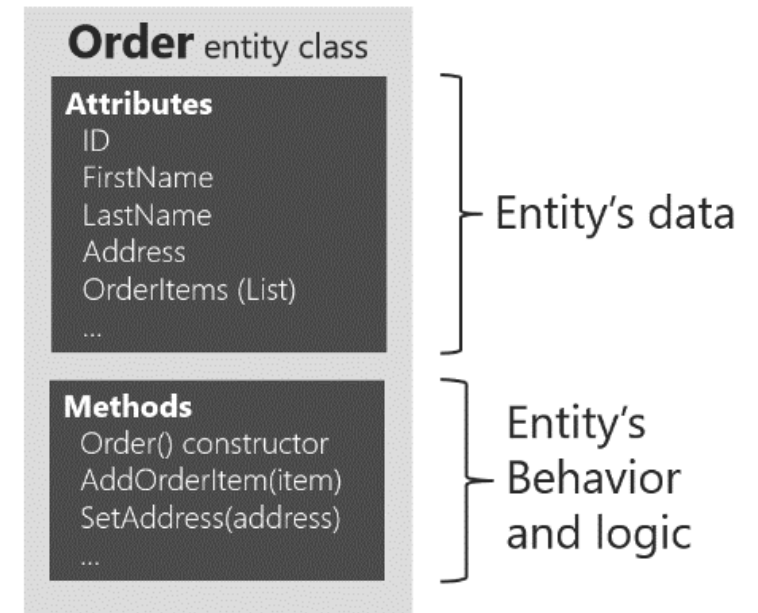 Order entity class
Attributes
ID
FirstName
LastName
Address
OrderItems (List)
...
Entity's data
Methods
Order() constructor
AddOrderItem(item)
SetAddress(address)
...
Entity's
Behavior
and logic